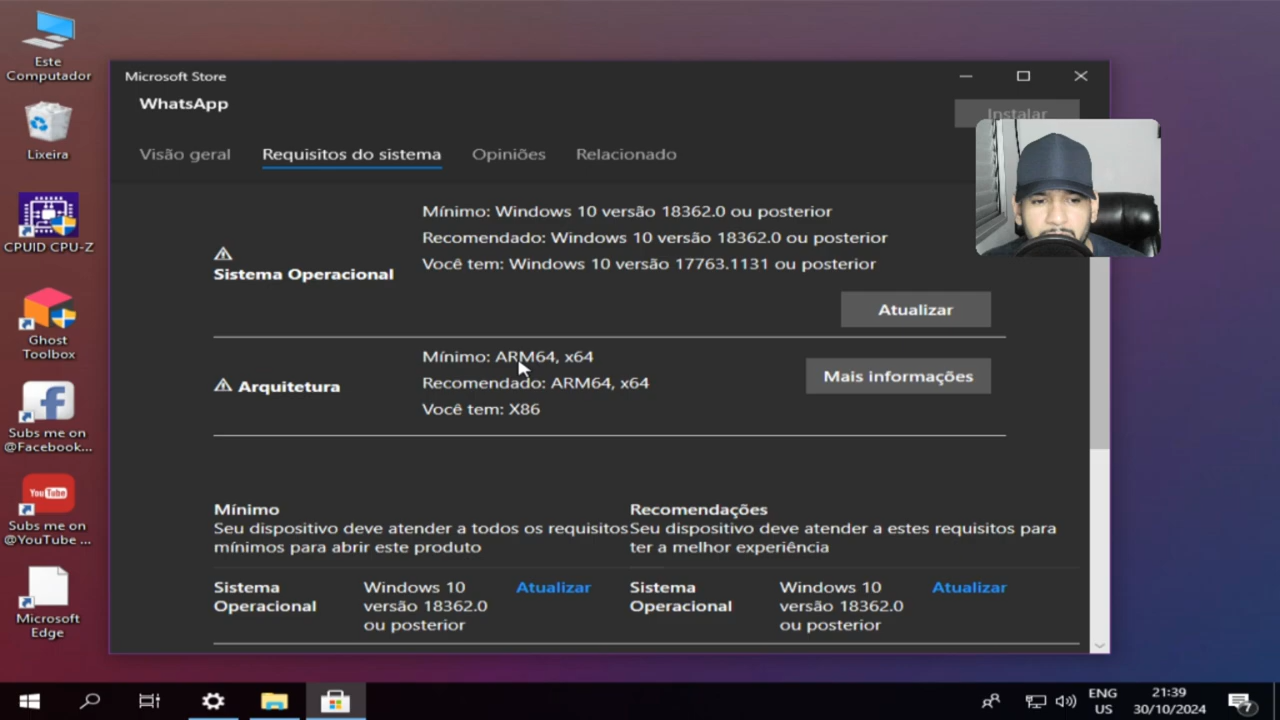 Este
Computador
Lixeira
CPUID CPU-Z
Ghost
Toolbox
Subs me on
@Facebook...
You Tube
Subs me on
@YouTube ...
Microsoft
Edge
Microsoft Store
WhatsApp
Instalar
Visão geral
Requisitos do sistema
Opiniões
Relacionado
Sistema Operacional
Mínimo: Windows 10 versão 18362.0 ou posterior
Recomendado: Windows 10 versão 18362.0 ou posterior
Você tem: Windows 10 versão 17763.1131 ou posterior
Atualizar
Arquitetura
Mínimo: ARM64, x64
Recomendado: ARM64, x64
Você tem: X86
Mais informações
Mínimo
Seu dispositivo deve atender a todos os requisitos
mínimos para abrir este produto
Sistema
Operacional
Windows 10
versão 18362.0
ou posterior
Atualizar
Recomendações
Seu dispositivo deve atender a estes requisitos para
ter a melhor experiência
Sistema
Operacional
Windows 10
versão 18362.0
ou posterior
Atualizar
ENG
US
21:39
30/10/2024
7